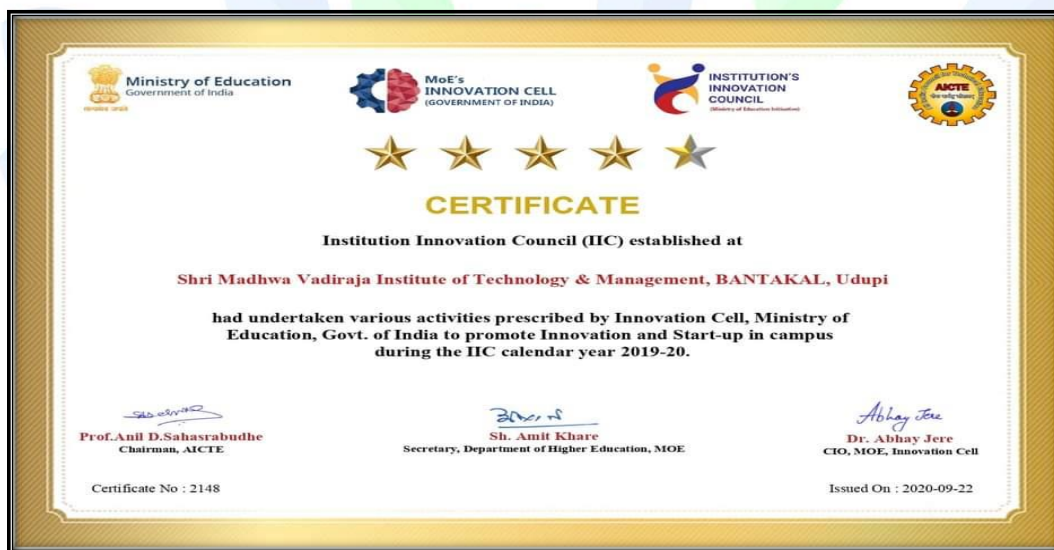 Ministry of Education
Government of India
MoE's
INNOVATION CELL
(GOVERNMENT OF INDIA)
INSTITUTION'S
INNOVATION
COUNCIL
(Ministry of Education Initiative)
AICTE
CERTIFICATE
Institution Innovation Council (IIC) established at
Shri Madhwa Vadiraja Institute of Technology & Management, BANTAKAL, Udupi
had undertaken various activities prescribed by Innovation Cell, Ministry of
Education, Govt. of India to promote Innovation and Start-up in campus
during the IIC calendar year 2019-20.
Abhay Jere
Prof.Anil D.Sahasrabudhe
Chairman, AICTE
Sh. Amit Khare
Secretary, Department of Higher Education, MOE
Dr. Abhay Jere
CIO, MOE, Innovation Cell
Certificate No : 2148
Issued On : 2020-09-22